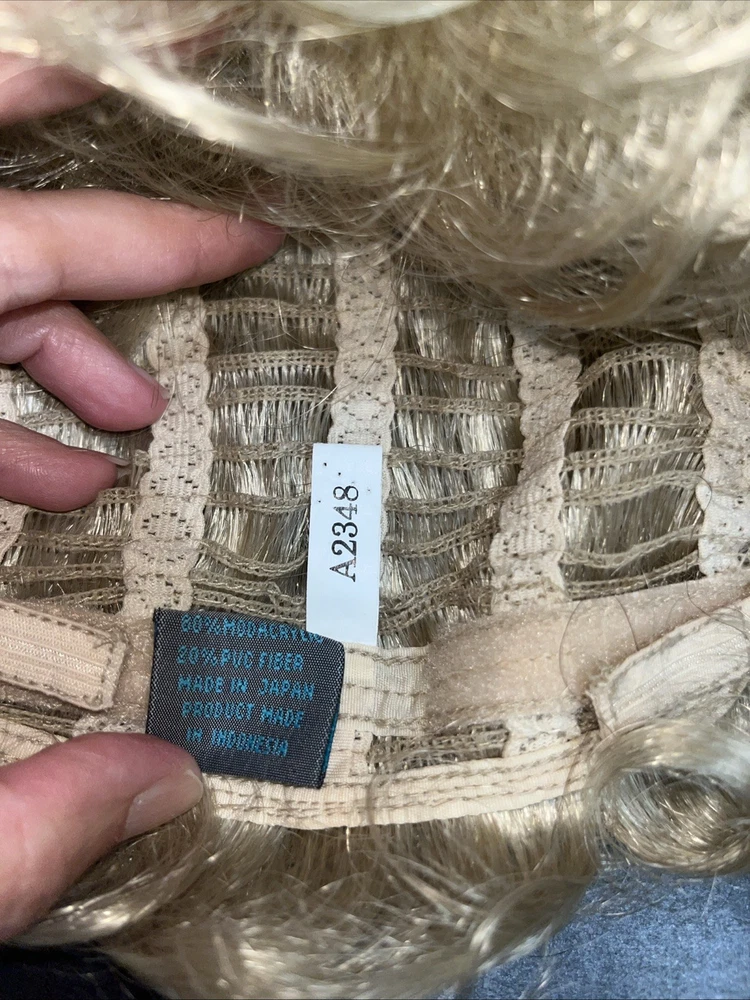 A2348
80% MODACRYLIC
20% PVC FIBER
MADE IN JAPAN
PRODUCT MADE
IN INDONESIA